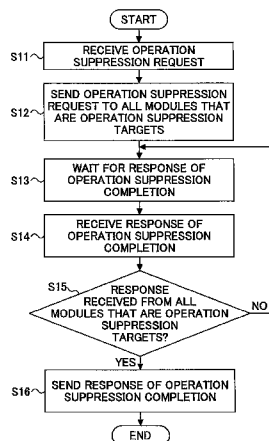 START
S11
RECEIVE OPERATION
SUPPRESSION REQUEST
S12
SEND OPERATION SUPPRESSION
REQUEST TO ALL MODULES THAT
ARE OPERATION SUPPRESSION
TARGETS
S13
WAIT FOR RESPONSE OF
OPERATION SUPPRESSION
COMPLETION
S14
RECEIVE RESPONSE OF
OPERATION SUPPRESSION
COMPLETION
S15
RESPONSE
RECEIVED FROM ALL
MODULES THAT ARE OPERATION
SUPPRESSION
TARGETS?
NO
YES
S16
SEND RESPONSE OF OPERATION
SUPPRESSION COMPLETION
END